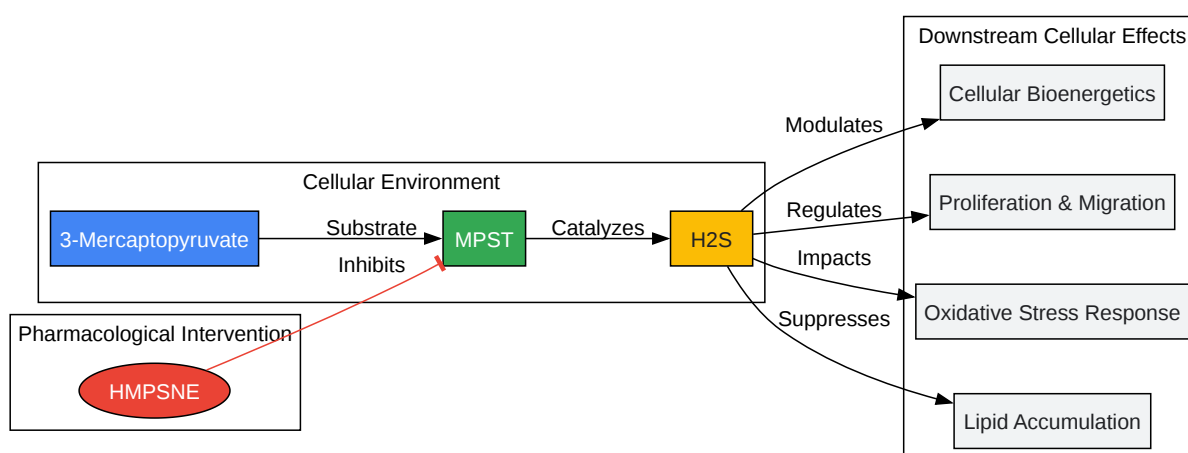 Downstream Cellular Effects
Cellular Bioenergetics
Modulates
Cellular Environment
Proliferation & Migration
Regulates
3-Mercaptopyruvate
Substrate
MPST
Catalyzes
H2S
Inhibits
Impacts
Oxidative Stress Response
Suppresses
Pharmacological Intervention
HMPSNE
Lipid Accumulation